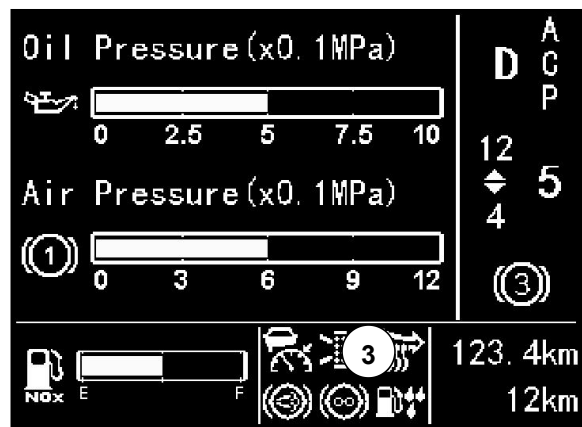 Oil Pressure(x0.1MPa)
0 2.5 5 7.5 10
Air Pressure(x0.1MPa)
1
0 3 6 9 12
D
A
C
P
12
4
5
3
NOx
E F
3
123.4km
12km